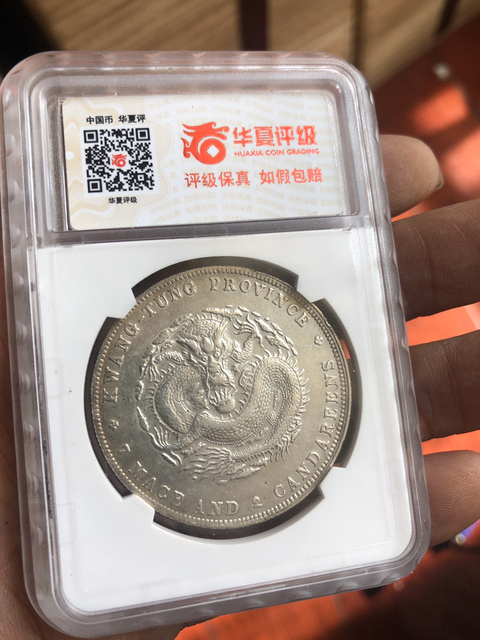 中国币 华夏评
华夏评级
华夏评级
HUAXIA COIN GRADING
评级保真 如假包赔
KWANG-TUNG PROVINCE
7 MACE AND 2 CANDAREENS